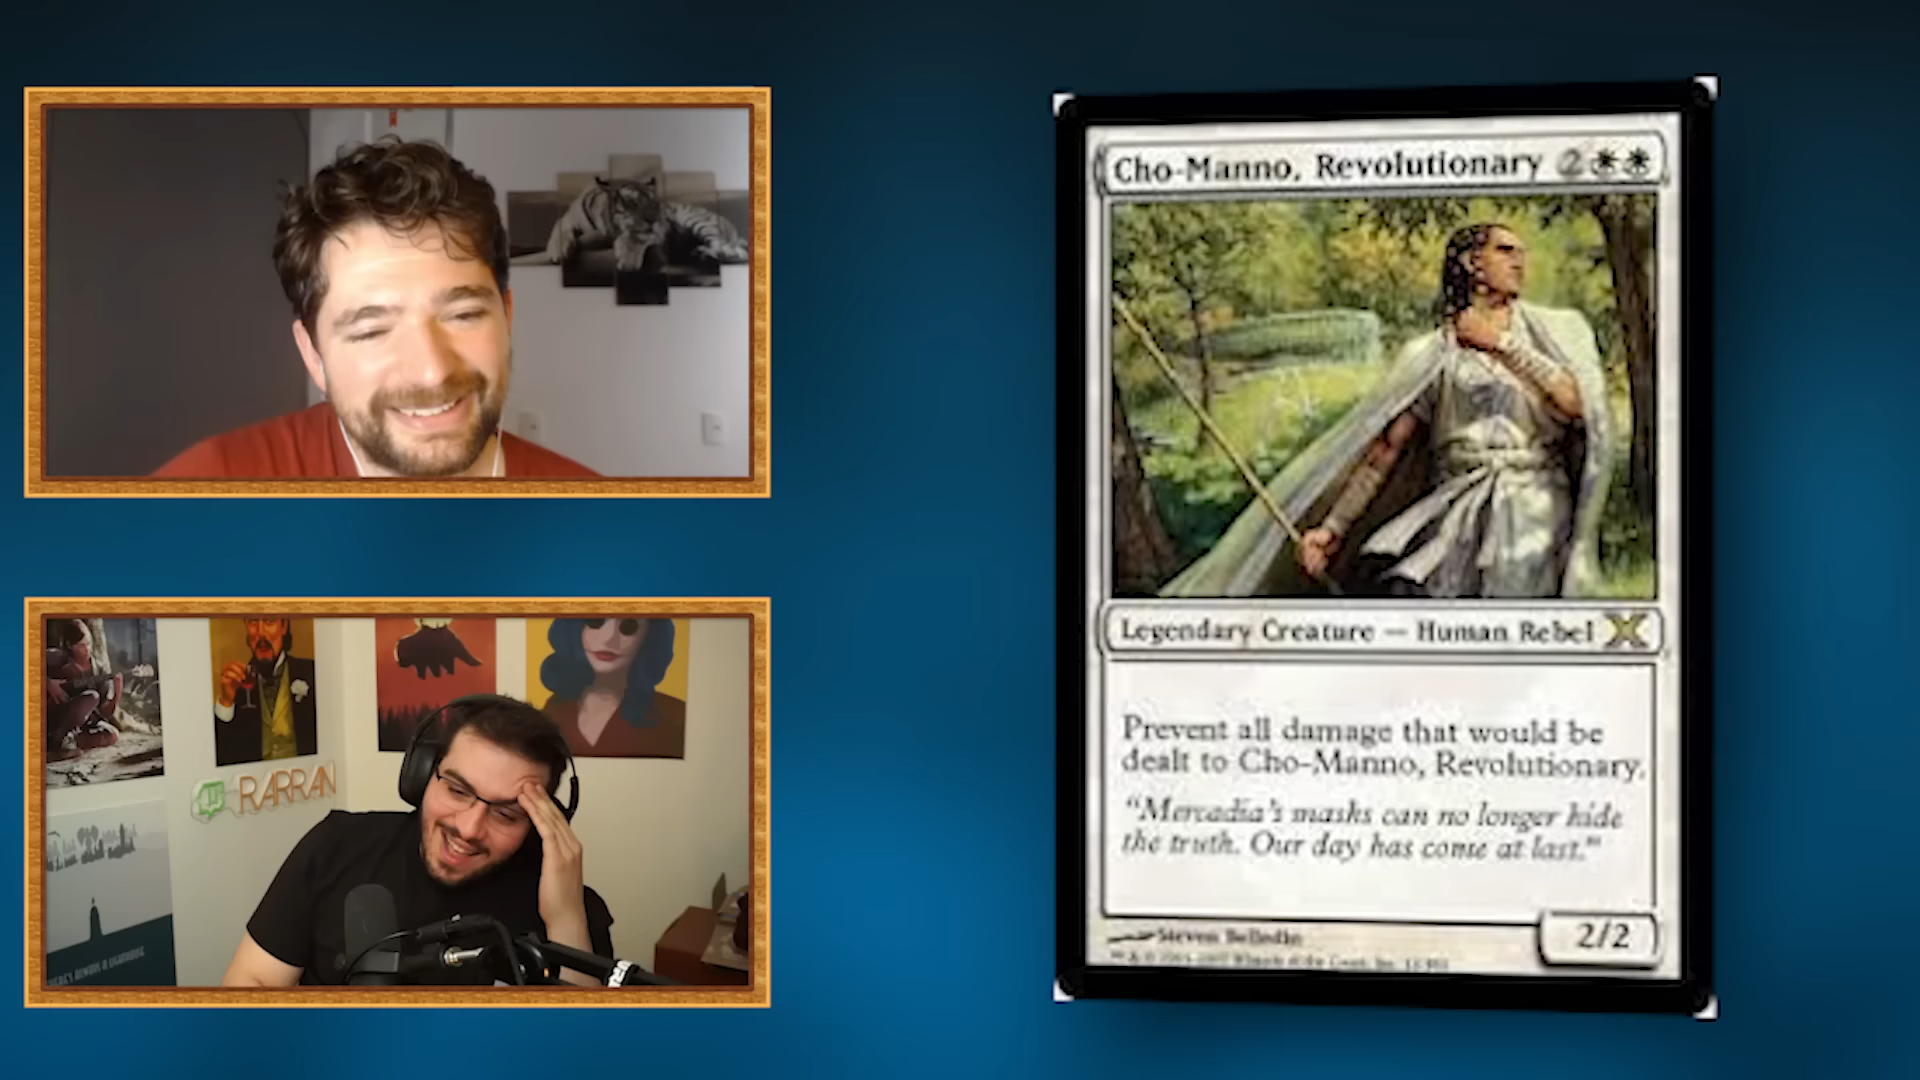 Cho-Manno, Revolutionary 2
Legendary Creature — Human Rebel
Prevent all damage that would be
dealt to Cho-Manno, Revolutionary.
"Mercadia's masks can no longer hide
the truth. Our day has come at last."
Steven Belledin
2/2
RARRAN